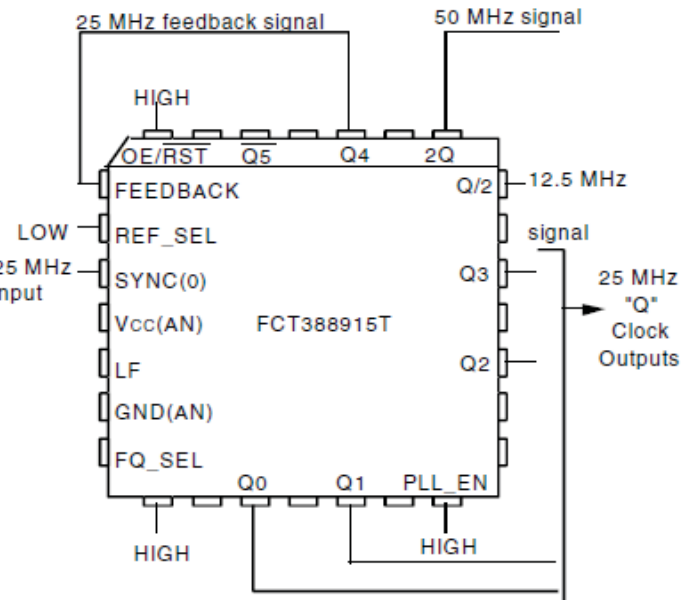 25 MHz feedback signal
50 MHz signal
HIGH
OE/RST Q5 Q4 2Q
FEEDBACK
Q/2
12.5 MHz
LOW
REF_SEL
signal
25 MHz
SYNC(0)
Q3
25 MHz
nput
"Q"
VCC(AN)
FCT388915T
Clock
LF
Q2
Outputs
GND(AN)
FQ_SEL
Q0 Q1 PLL_EN
HIGH
HIGH